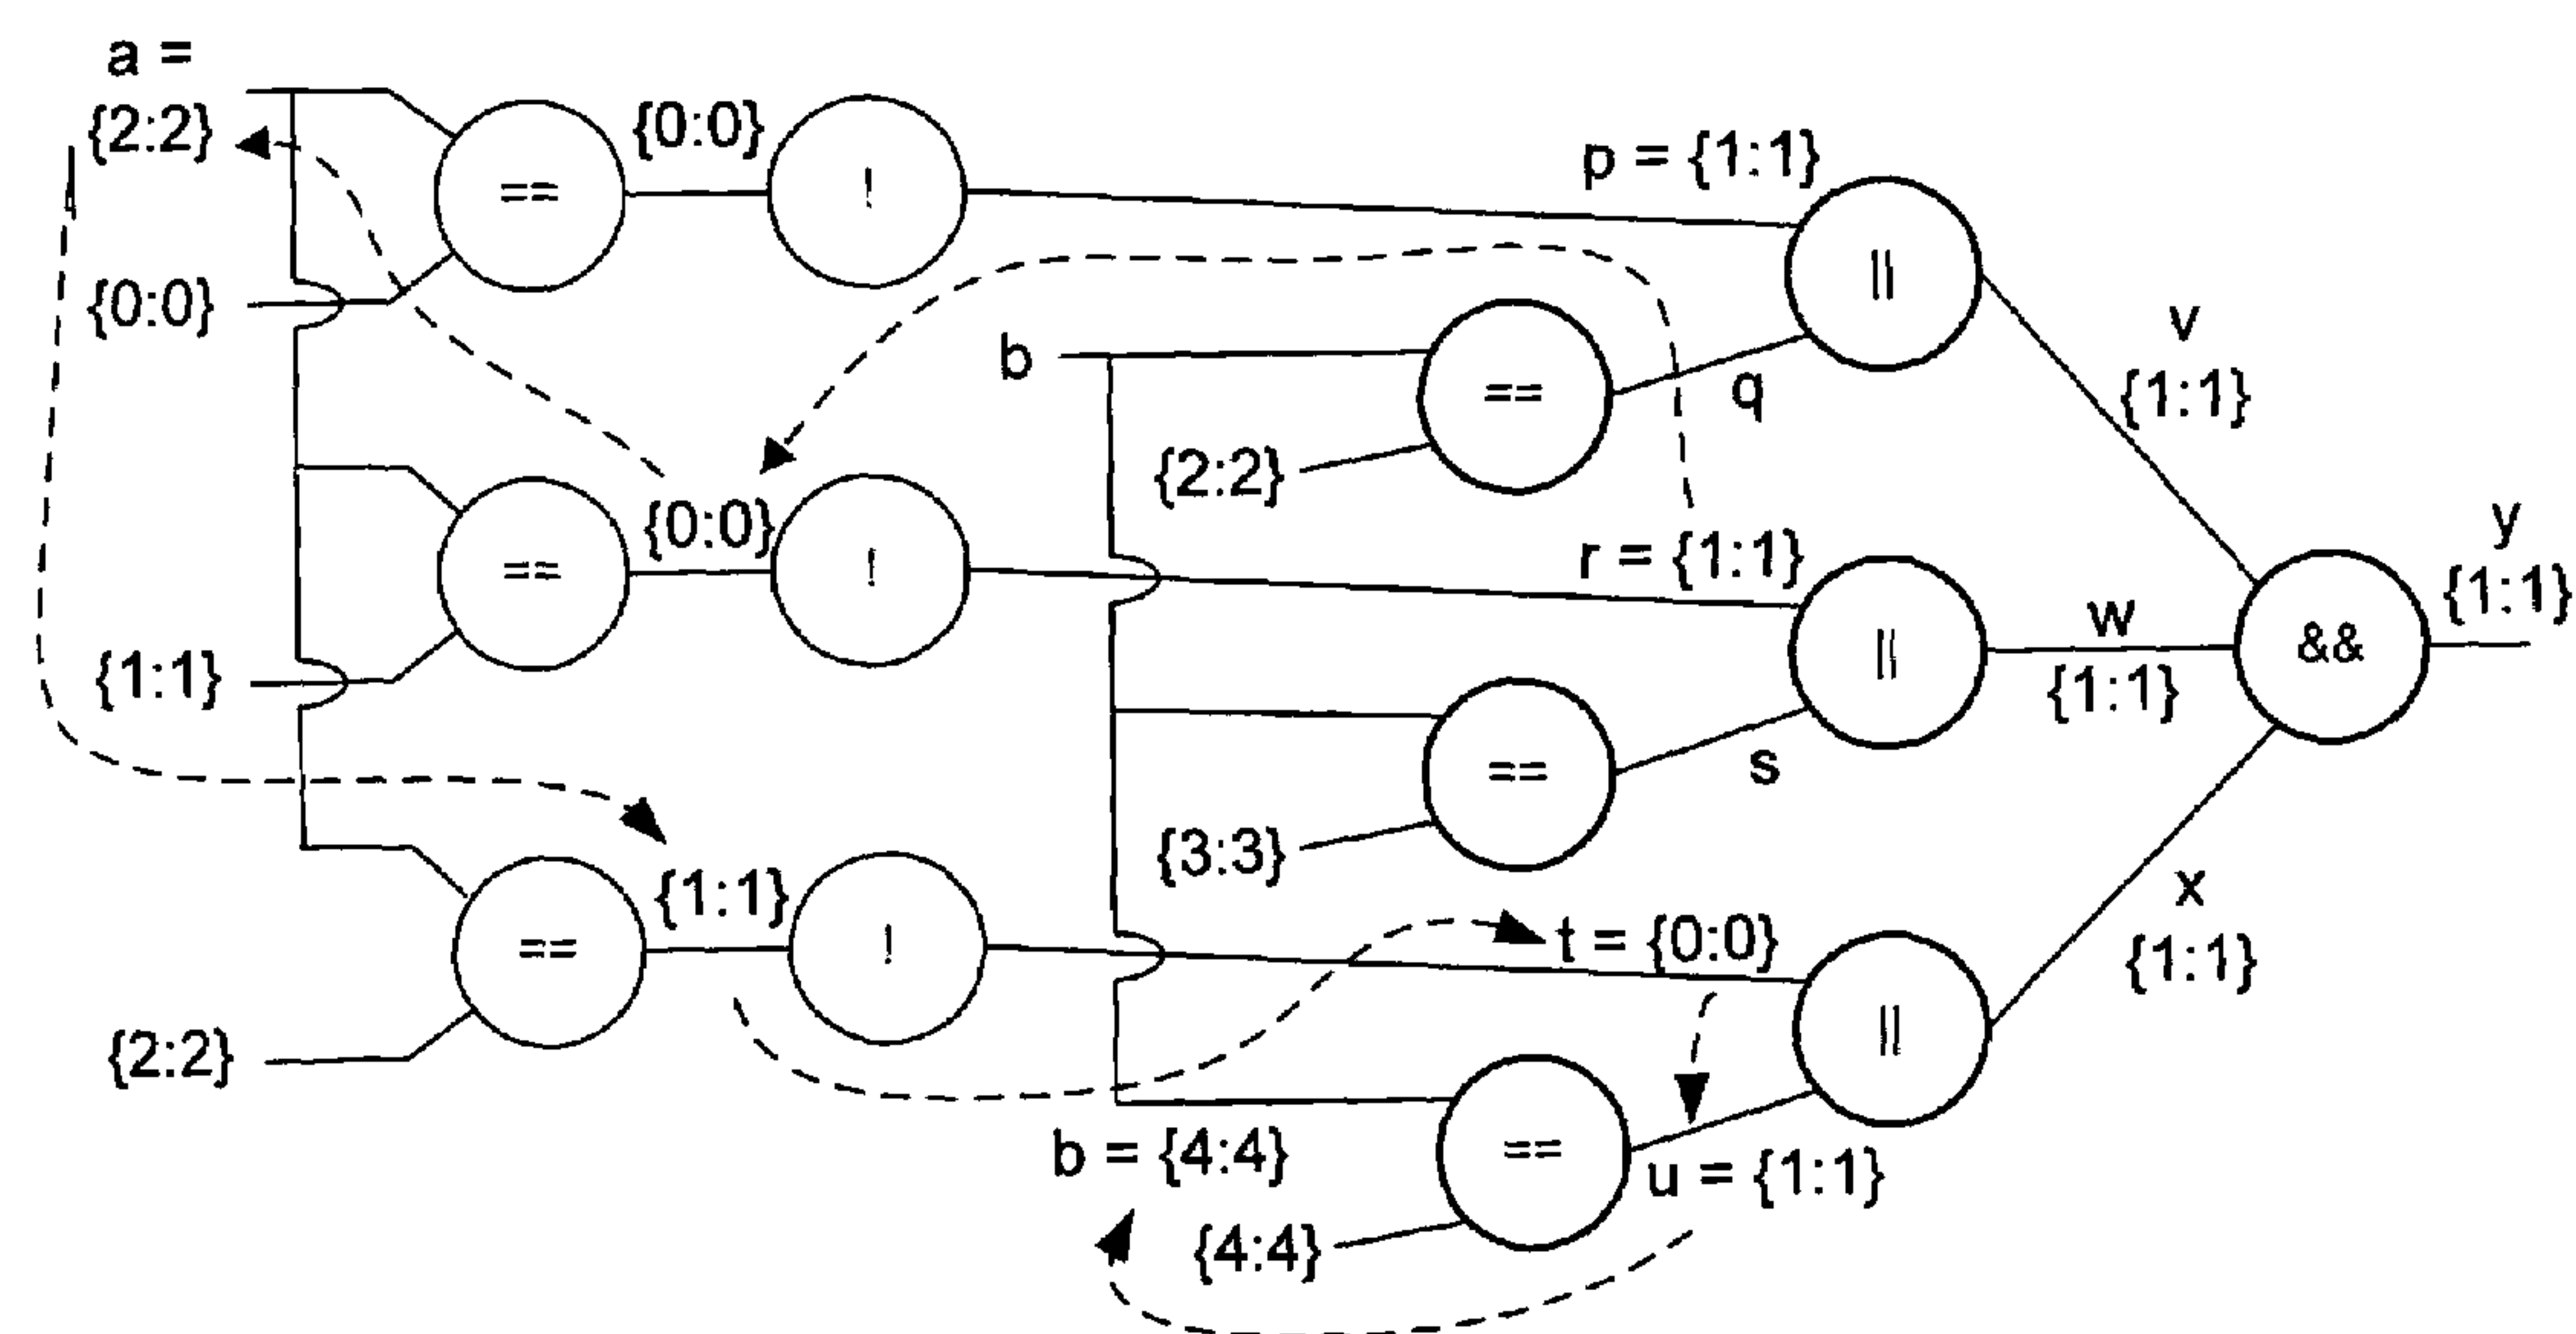 a =
{2:2}
{0:0}
==
{0:0}
!
p = {1:1}
||
b
==
q
{2:2}
v
{1:1}
{1:1}
==
{0:0}
!
r = {1:1}
||
==
s
{3:3}
w
{1:1}
&&
y
{1:1}
{2:2}
==
{1:1}
!
t = {0:0}
||
x
{1:1}
b = {4:4}
==
u = {1:1}
{4:4}